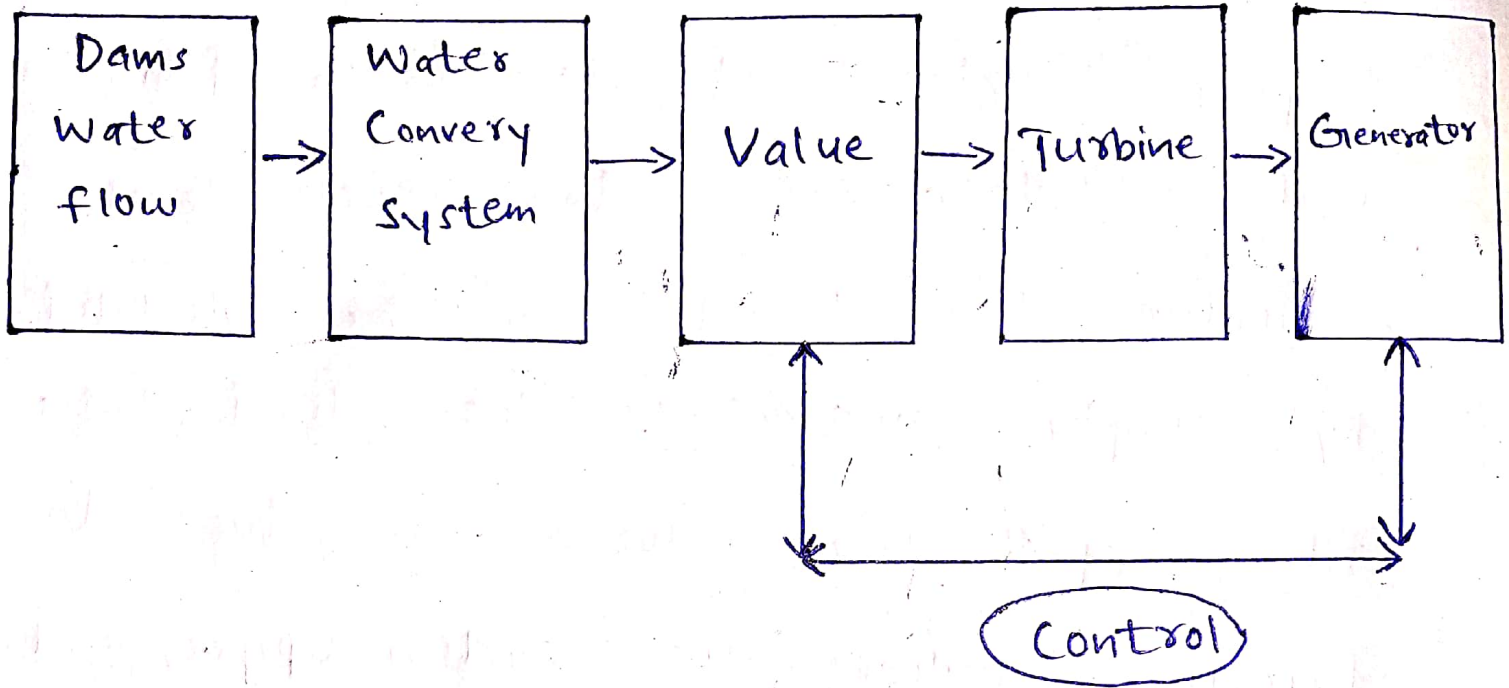 Dams
Water
flow
Water
Convery
System
Value
Turbine
Generator
Control